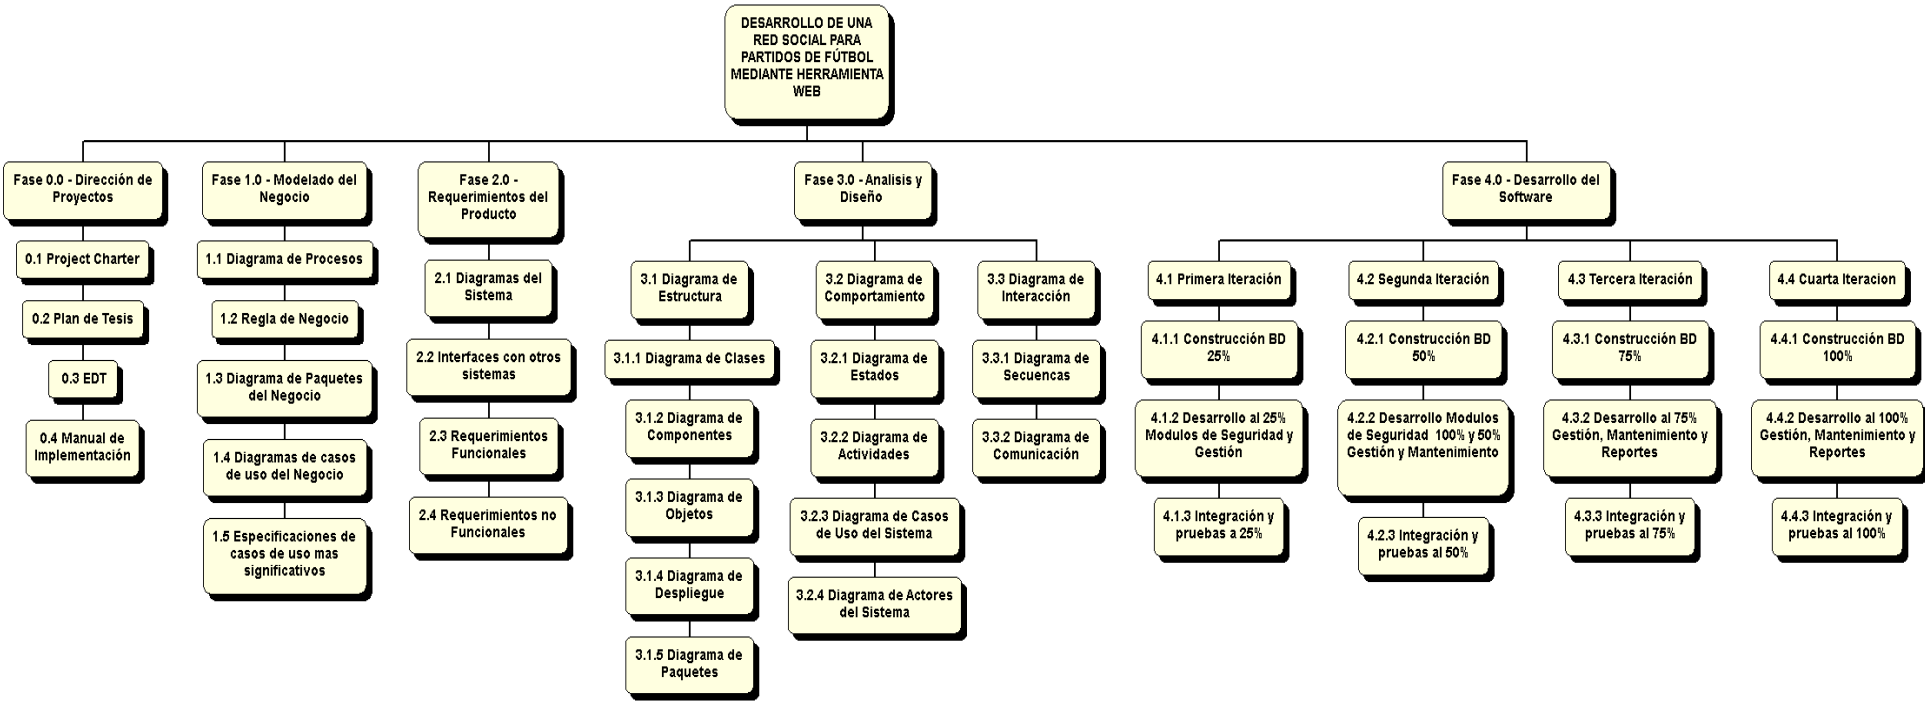 DESARROLLO DE UNA
RED SOCIAL PARA
PARTIDOS DE FÚTBOL
MEDIANTE HERRAMIENTA
WEB
Fase 0.0 - Dirección de
Proyectos
0.1 Project Charter
0.2 Plan de Tesis
0.3 EDT
0.4 Manual de
Implementación
Fase 1.0 - Modelado del
Negocio
1.1 Diagrama de Procesos
1.2 Regla de Negocio
1.3 Diagrama de Paquetes
del Negocio
1.4 Diagramas de casos
de uso del Negocio
1.5 Especificaciones de
casos de uso mas
significativos
Fase 2.0 -
Requerimientos del
Producto
2.1 Diagramas del
Sistema
2.2 Interfaces con otros
sistemas
2.3 Requerimientos
Funcionales
2.4 Requerimientos no
Funcionales
Fase 3.0 - Analisis y
Diseño
3.1 Diagrama de
Estructura
3.1.1 Diagrama de Clases
3.1.2 Diagrama de
Componentes
3.1.3 Diagrama de
Objetos
3.1.4 Diagrama de
Despliegue
3.1.5 Diagrama de
Paquetes
3.2 Diagrama de
Comportamiento
3.2.1 Diagrama de
Estados
3.2.2 Diagrama de
Actividades
3.2.3 Diagrama de Casos
de Uso del Sistema
3.2.4 Diagrama de Actores
del Sistema
3.3 Diagrama de
Interacción
3.3.1 Diagrama de
Secuencas
3.3.2 Diagrama de
Comunicación
Fase 4.0 - Desarrollo del
Software
4.1 Primera Iteración
4.1.1 Construcción BD
25%
4.1.2 Desarrollo al 25%
Modulos de Seguridad y
Gestión
4.1.3 Integración y
pruebas a 25%
4.2 Segunda Iteración
4.2.1 Construcción BD
50%
4.2.2 Desarrollo Modulos
de Seguridad 100% y 50%
Gestión y Mantenimiento
4.2.3 Integración y
pruebas al 50%
4.3 Tercera Iteración
4.3.1 Construcción BD
75%
4.3.2 Desarrollo al 75%
Gestión, Mantenimiento y
Reportes
4.3.3 Integración y
pruebas al 75%
4.4 Cuarta Iteracion
4.4.1 Construcción BD
100%
4.4.2 Desarrollo al 100%
Gestión, Mantenimiento y
Reportes
4.4.3 Integración y
pruebas al 100%